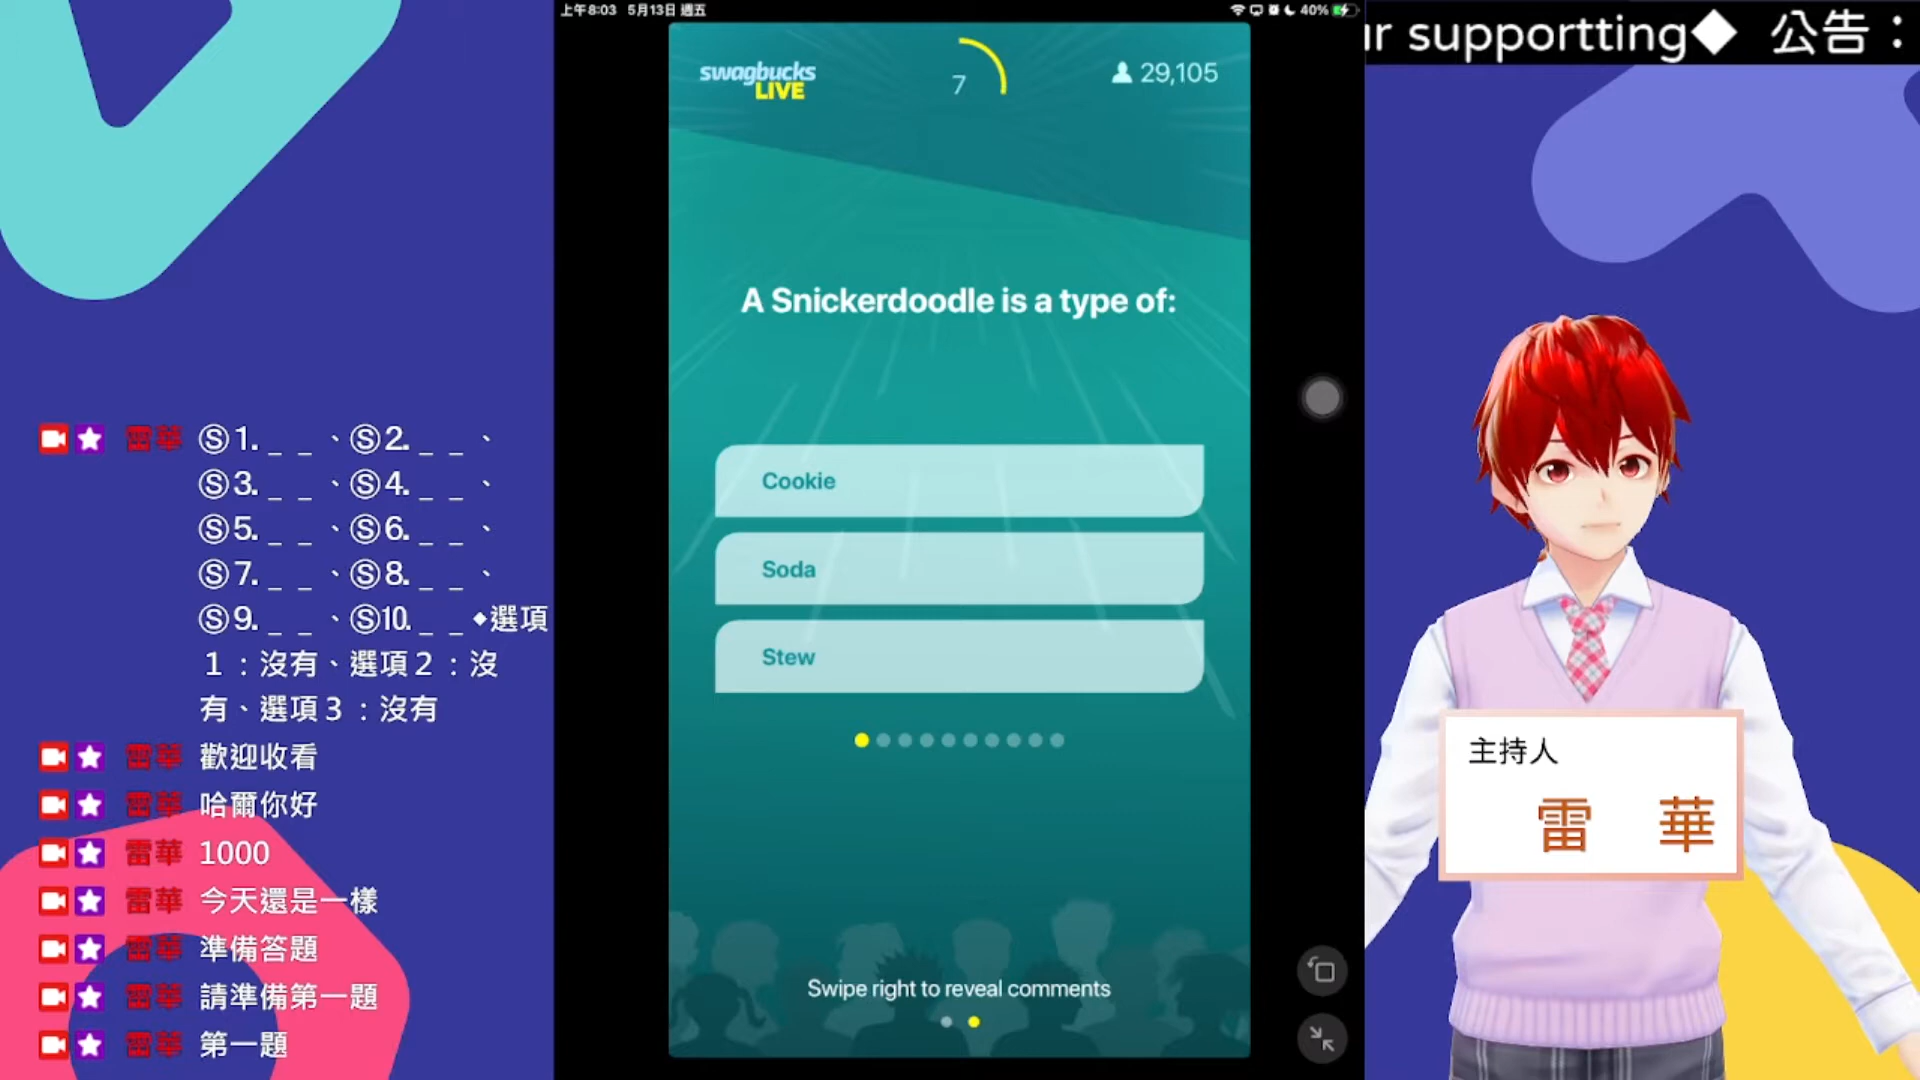 上午8:03 5月13日 週五
40%
ur supportting◆ 公告：
swagbucks
LIVE
7
29,105
A Snickerdoodle is a type of:
Cookie
Soda
Stew
Swipe right to reveal comments
雷華 Ⓢ1. _ _ 、Ⓢ2. _ _ 、
Ⓢ3. _ _ 、Ⓢ4. _ _ 、
Ⓢ5. _ _ 、Ⓢ6. _ _ 、
Ⓢ7. _ _ 、Ⓢ8. _ _ 、
Ⓢ9. _ _ 、Ⓢ10. _ _ ◆選項
1：沒有、選項2：沒
有、選項3：沒有
雷華 歡迎收看
雷華 哈爾你好
雷華 1000
雷華 今天還是一樣
雷華 準備答題
雷華 請準備第一題
雷華 第一題
主持人
雷 華